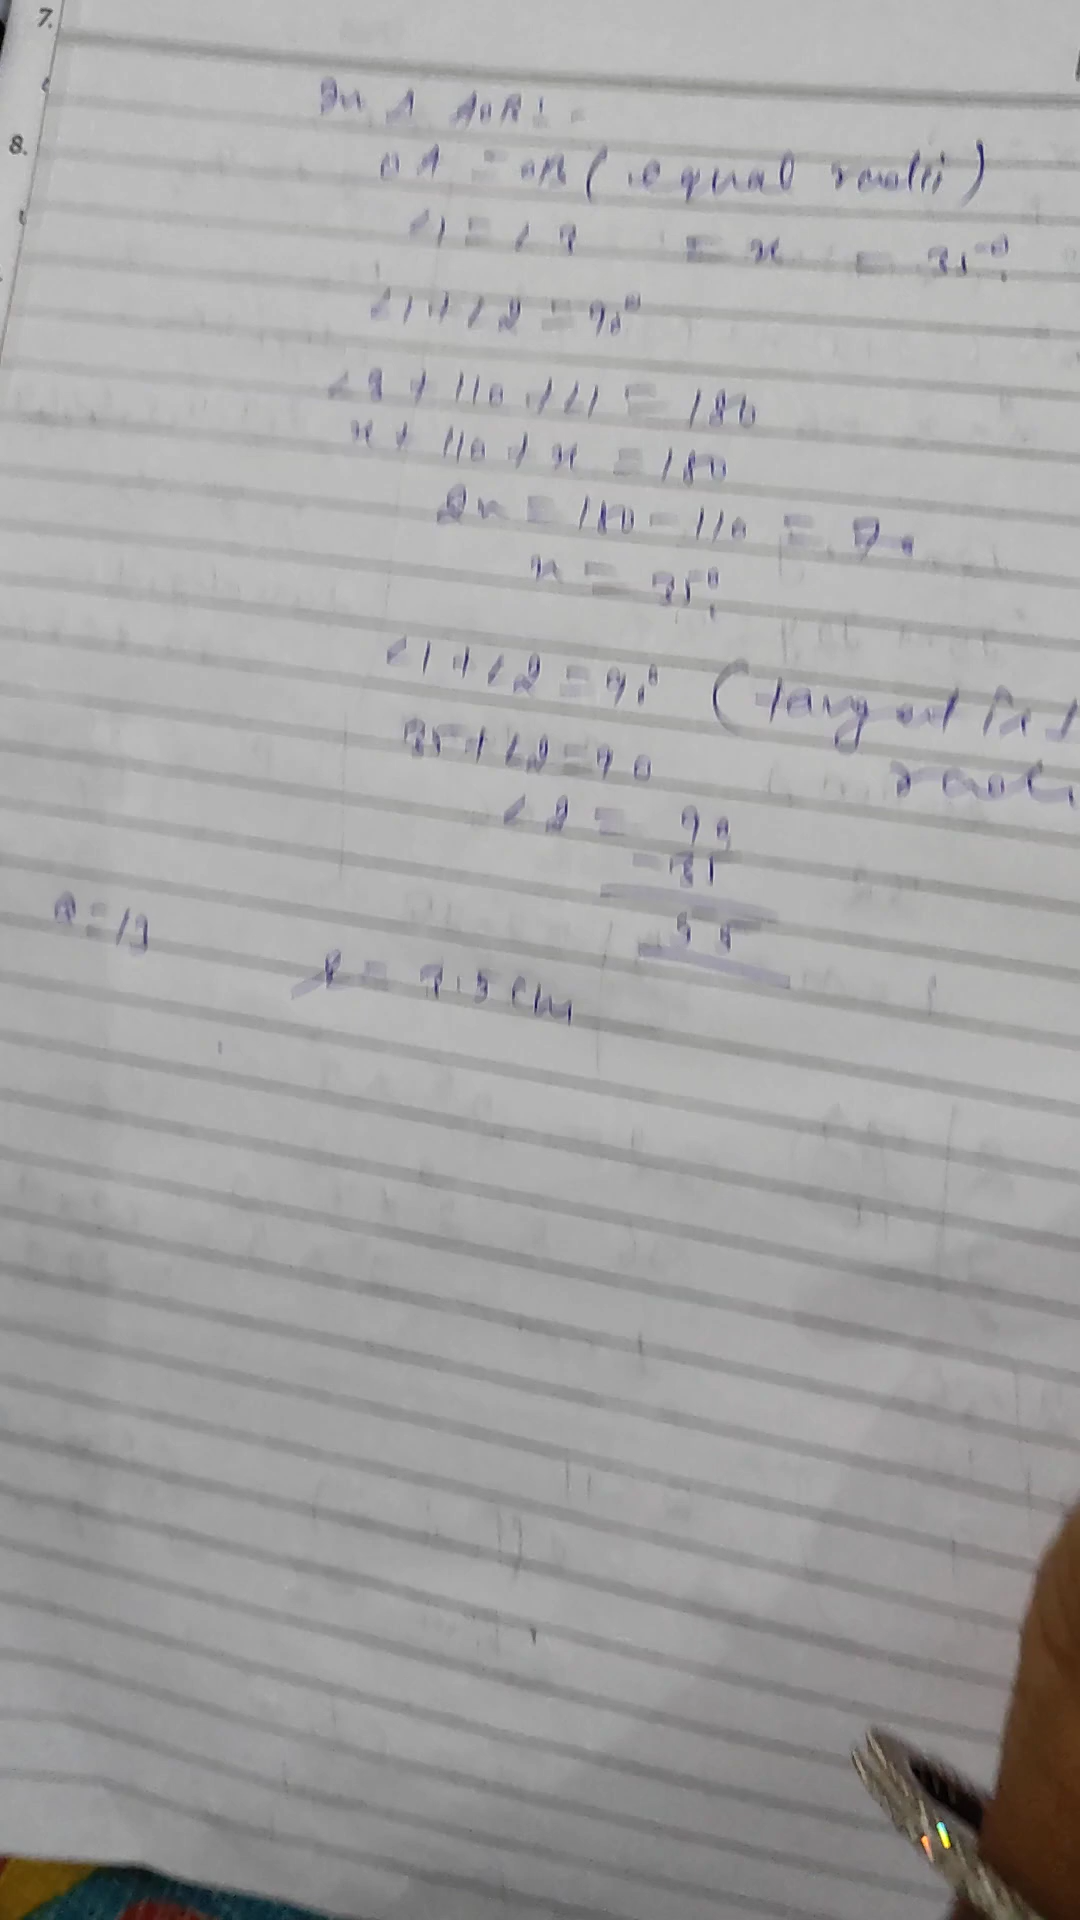 7.
8.
In Δ AOB:-
OA = OB (equal radii)
∠1 = ∠3 = x = 35°
∠1 + ∠2 = 90°
∠3 + 110 + ∠1 = 180
x + 110 + x = 180
2x = 180 - 110 = 70
x = 35°
∠1 + ∠2 = 90° (tangent
35 + ∠2 = 90
∠2 = 90
- 35
55
= 13
= 7.5 cm